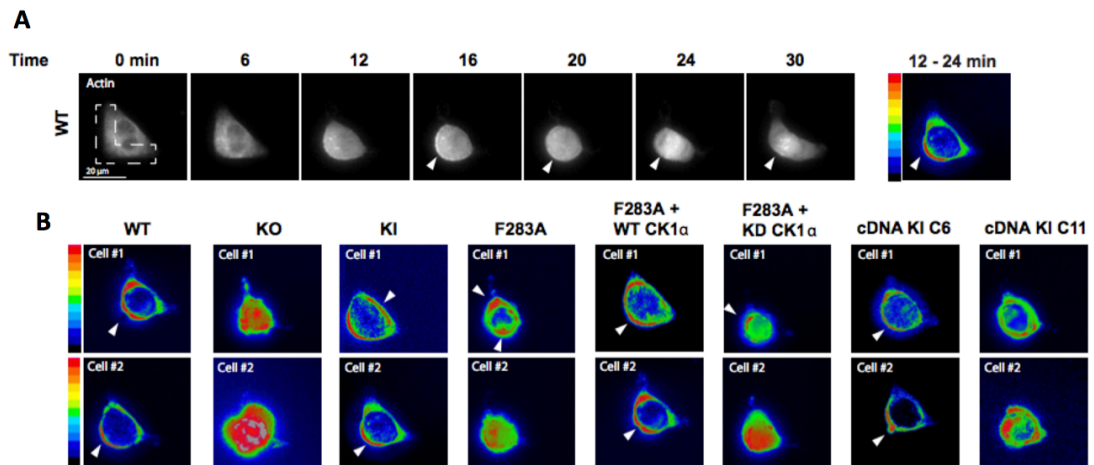 A
Time 0 min 6 12 16 20 24 30 12 - 24 min
Actin
WT
20 µm
B
WT KO KI F283A F283A + WT CK1α F283A + KD CK1α cDNA KI C6 cDNA KI C11
Cell #1 Cell #1 Cell #1 Cell #1 Cell #1 Cell #1 Cell #1 Cell #1
Cell #2 Cell #2 Cell #2 Cell #2 Cell #2 Cell #2 Cell #2 Cell #2